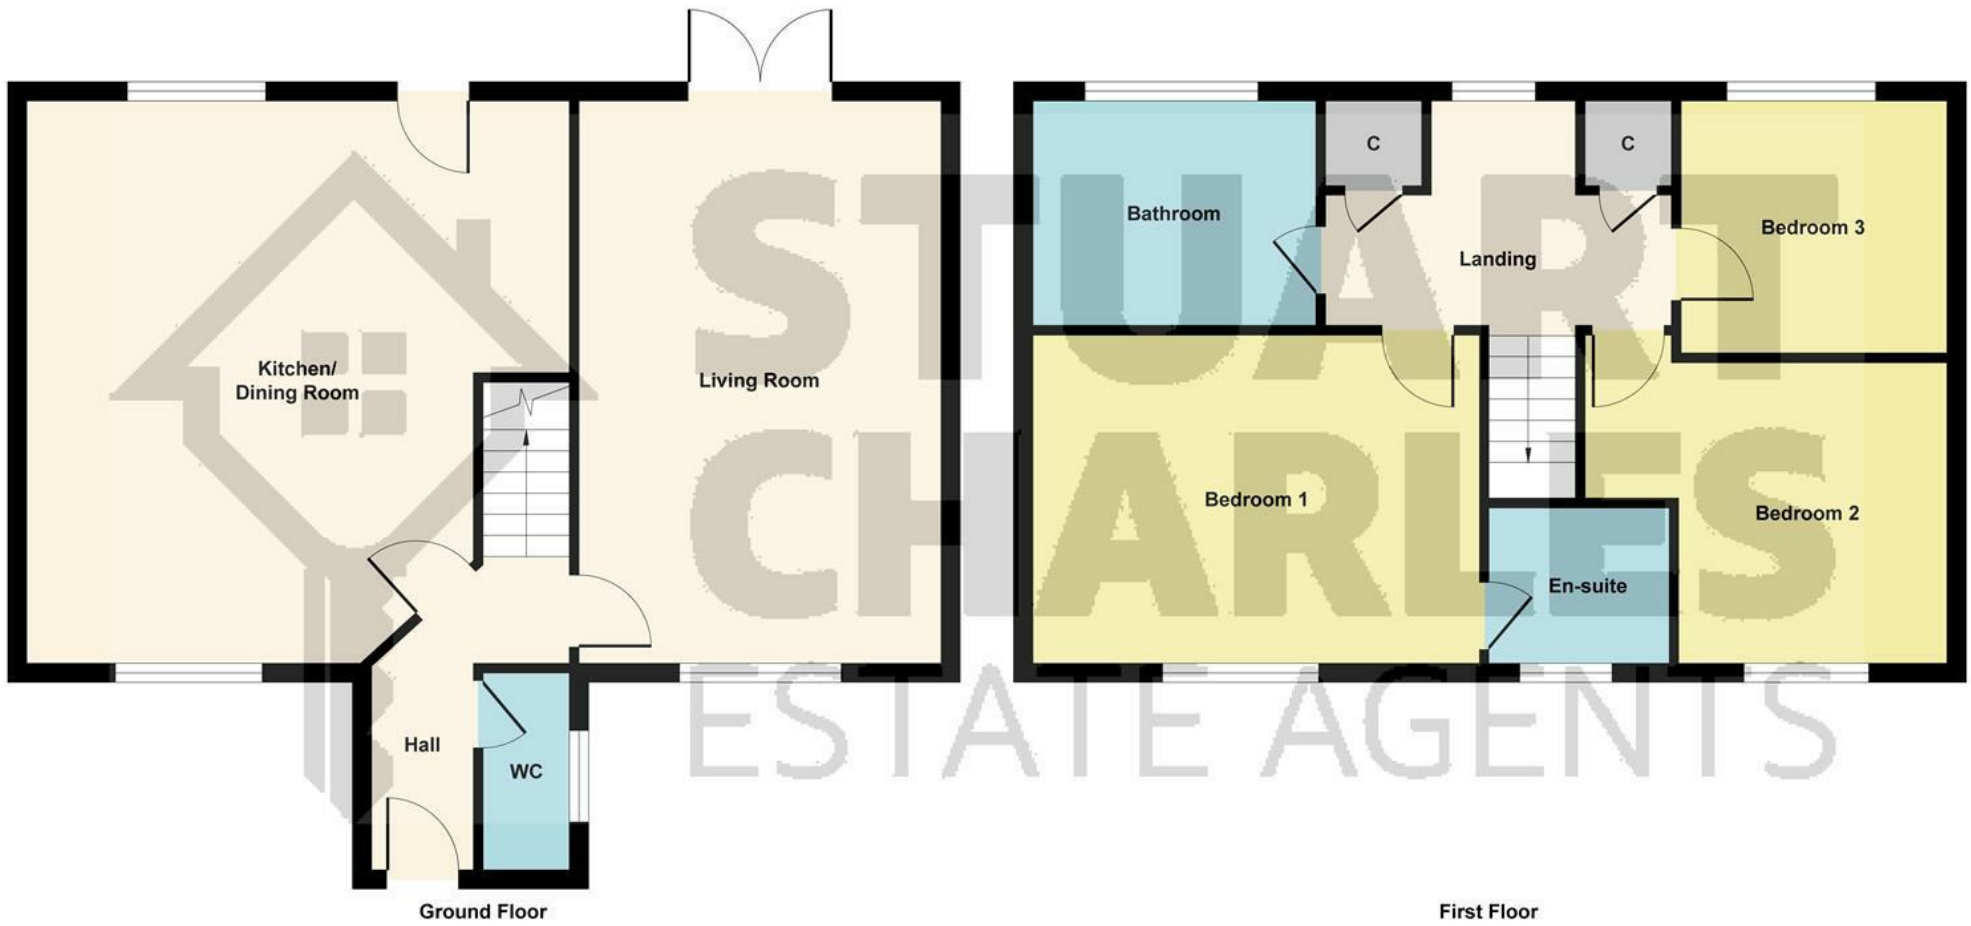 Kitchen/
Dining Room
Living Room
Hall
WC
Ground Floor
Bathroom
C
C
Landing
Bedroom 3
Bedroom 1
Bedroom 2
En-suite
First Floor
STUART
CHARLES
ESTATE AGENTS